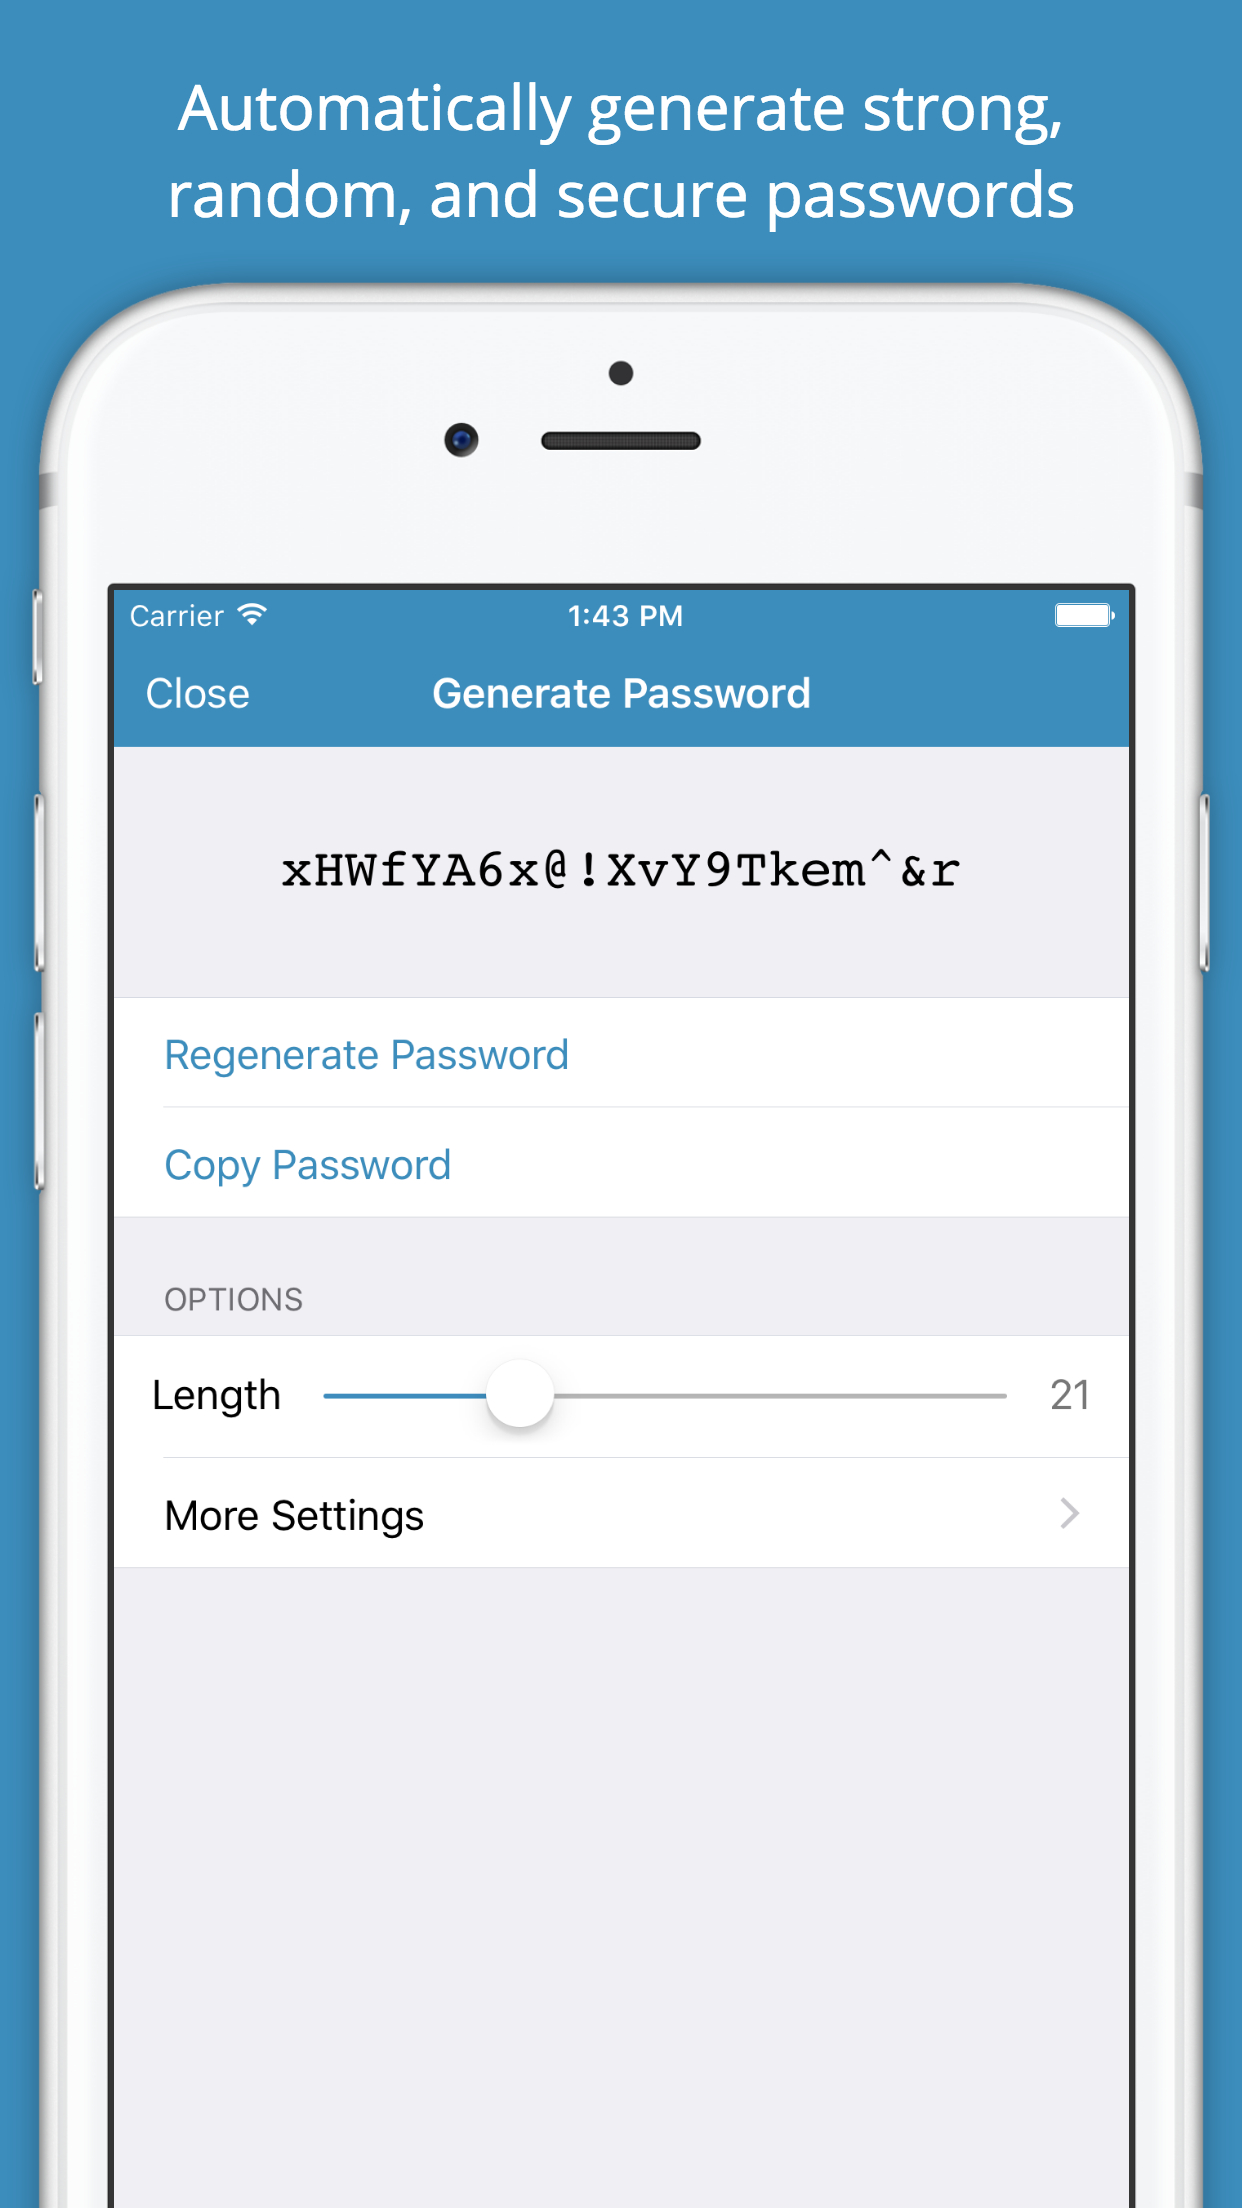 Automatically generate strong,
random, and secure passwords
Carrier 1:43 PM
Close Generate Password
xHWfYA6x@!XvY9Tkem^&r
Regenerate Password
Copy Password
OPTIONS
Length 21
More Settings